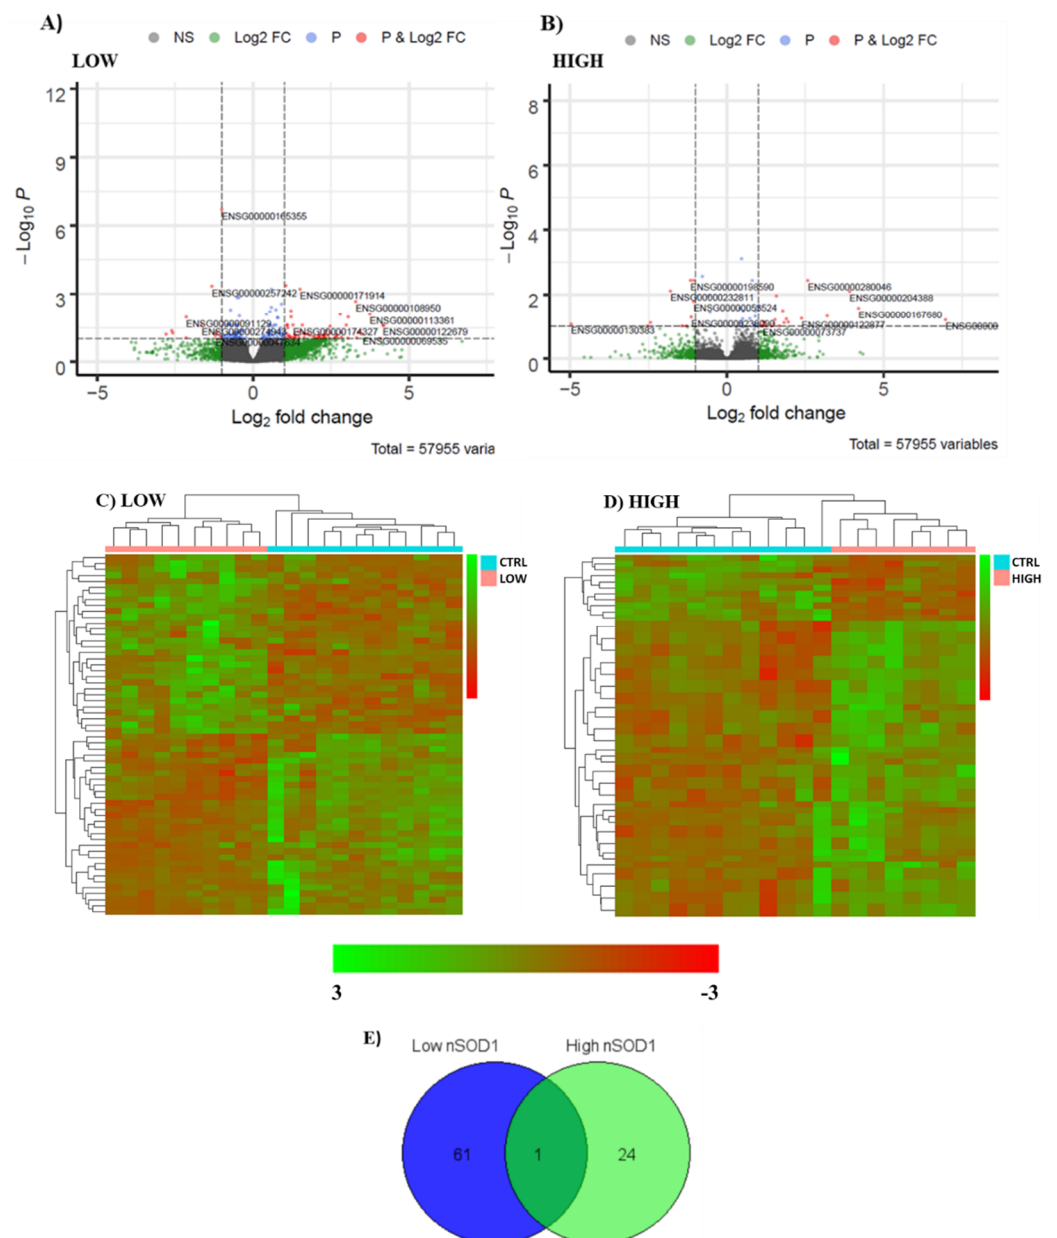 A)
NS Log2 FC P P & Log2 FC
LOW
12
9
6
3
0
−Log10 P
ENSG00000165355
ENSG00000257242
ENSG00000171914
ENSG00000108950
ENSG00000113361
ENSG00000091129
ENSG00000174327
ENSG00000122679
ENSG00000069535
−5 0 5
Log2 fold change
Total = 57955 varia
B)
NS Log2 FC P P & Log2 FC
HIGH
8
6
4
2
0
−Log10 P
ENSG00000198590
ENSG00000280046
ENSG00000232811
ENSG00000204388
ENSG00000167680
ENSG00000122877
ENSG00000130383
ENSG00000073737
−5 0 5
Log2 fold change
Total = 57955 variables
C) LOW
CTRL
LOW
D) HIGH
CTRL
HIGH
3 -3
E)
Low nSOD1 High nSOD1
61 1 24